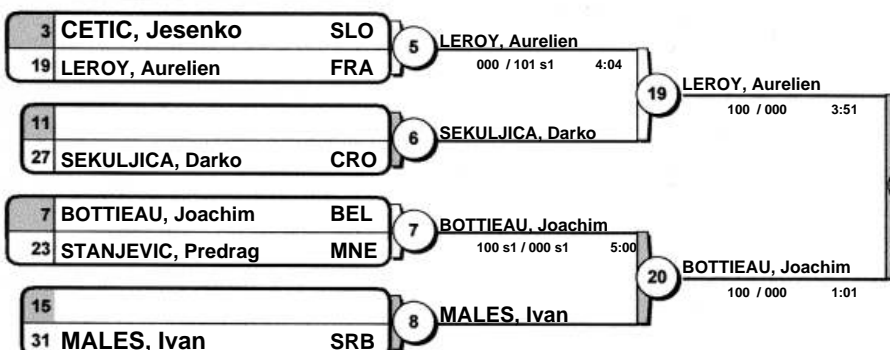 3 CETIC, Jesenko SLO
19 LEROY, Aurelien FRA
5
LEROY, Aurelien
000 / 101 s1 4:04
11
27 SEKULJICA, Darko CRO
6
SEKULJICA, Darko
19
LEROY, Aurelien
100 / 000 3:51
7 BOTTIEAU, Joachim BEL
23 STANJEVIC, Predrag MNE
7
BOTTIEAU, Joachim
100 s1 / 000 s1 5:00
15
31 MALES, Ivan SRB
8
MALES, Ivan
20
BOTTIEAU, Joachim
100 / 000 1:01